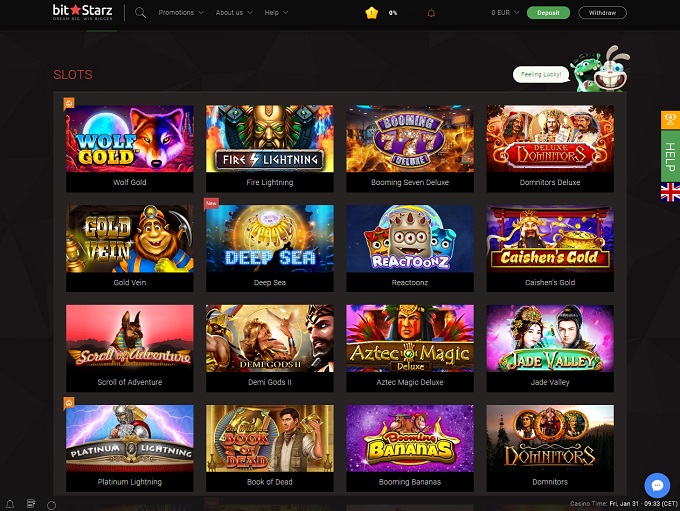 bit★Starz
DREAM BIG. WIN BIGGER.
Promotions
About us
Help
1
0%
0 EUR
Deposit
Withdraw
SLOTS
Feeling Lucky!
HELP
WOLF GOLD
Wolf Gold
FIRE LIGHTNING
Fire Lightning
BOOMING 777 DELUXE
Booming Seven Deluxe
DELUXE DOMNITORS
Domnitors Deluxe
GOLD VEIN
Gold Vein
New
DEEP SEA
Deep Sea
REACTOONZ
Reactoonz
Caishen's Gold
Caishen's Gold
Scroll of Adventure
Scroll of Adventure
DEMI GODS II
Demi Gods II
Aztec Magic Deluxe
Aztec Magic Deluxe
JADE VALLEY
Jade Valley
PLATINUM LIGHTNING
Platinum Lightning
BOOK OF DEAD
Book of Dead
Booming BANANAS
Booming Bananas
DOMNITORS
Domnitors
Casino Time: Fri, Jan 31 - 09:33 (CET)